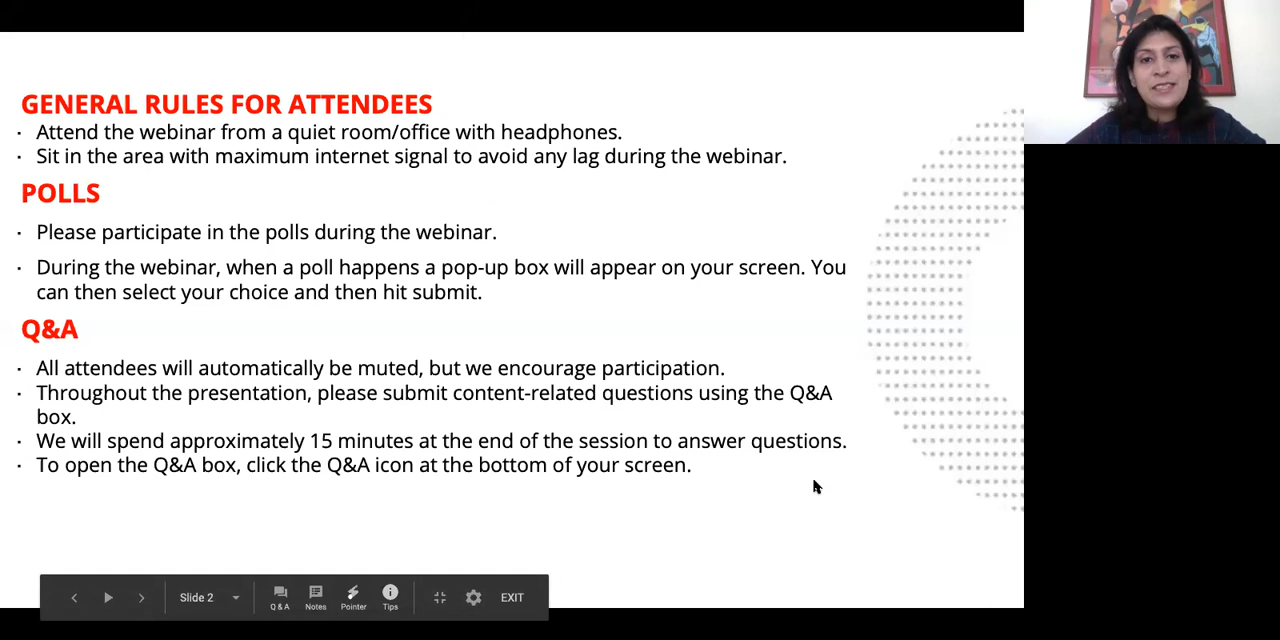 GENERAL RULES FOR ATTENDEES
· Attend the webinar from a quiet room/office with headphones.
· Sit in the area with maximum internet signal to avoid any lag during the webinar.
POLLS
· Please participate in the polls during the webinar.
· During the webinar, when a poll happens a pop-up box will appear on your screen. You
can then select your choice and then hit submit.
Q&A
· All attendees will automatically be muted, but we encourage participation.
· Throughout the presentation, please submit content-related questions using the Q&A
box.
· We will spend approximately 15 minutes at the end of the session to answer questions.
· To open the Q&A box, click the Q&A icon at the bottom of your screen.
Slide 2 Q & A Notes Pointer Tips EXIT